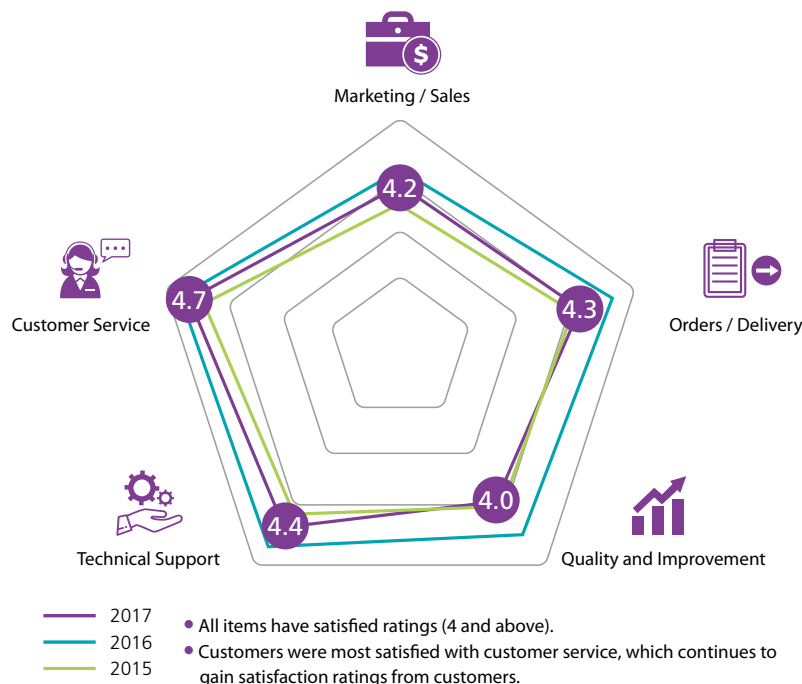 $
Marketing / Sales
4.2
4.7
4.3
Customer Service
Orders / Delivery
4.4
4.0
Technical Support
Quality and Improvement
2017
2016
2015
• All items have satisfied ratings (4 and above).
• Customers were most satisfied with customer service, which continues to
gain satisfaction ratings from customers.